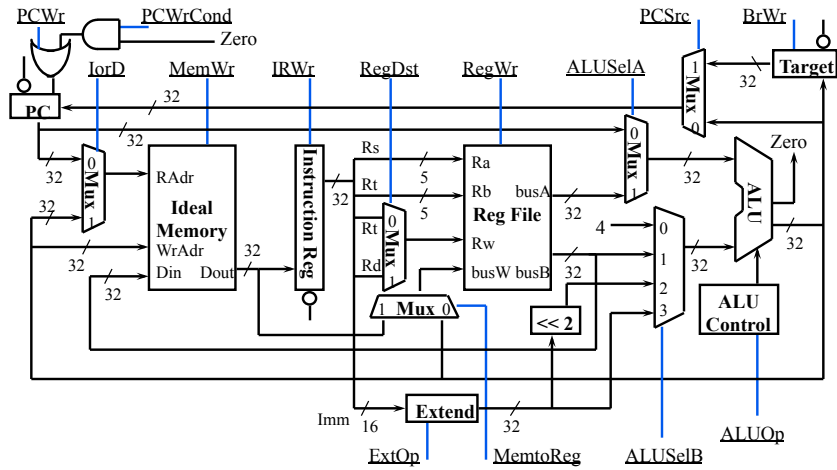 PCWr
PCWrCond
PCSrc
BrWr
Zero
IorD
MemWr
IRWr
RegDst
RegWr
ALUSelA
1
Mux
0
32
Target
PC
32
32
32
Rs
Ra
5
0
Mux
1
32
0
Mux
1
32
RAdr
Ideal
Memory
WrAdr
Din
Dout
32
32
32
32
Instruction Reg
32
Rt
Rb
5
busA
Reg File
32
Rt
0
Mux
1
Rd
Rw
busW
busB
32
Zero
ALU
32
32
4
0
1
2
3
32
1
Mux
0
<< 2
ALU
Control
Imm
16
Extend
32
ExtOp
MemtoReg
ALUSelB
ALUOp